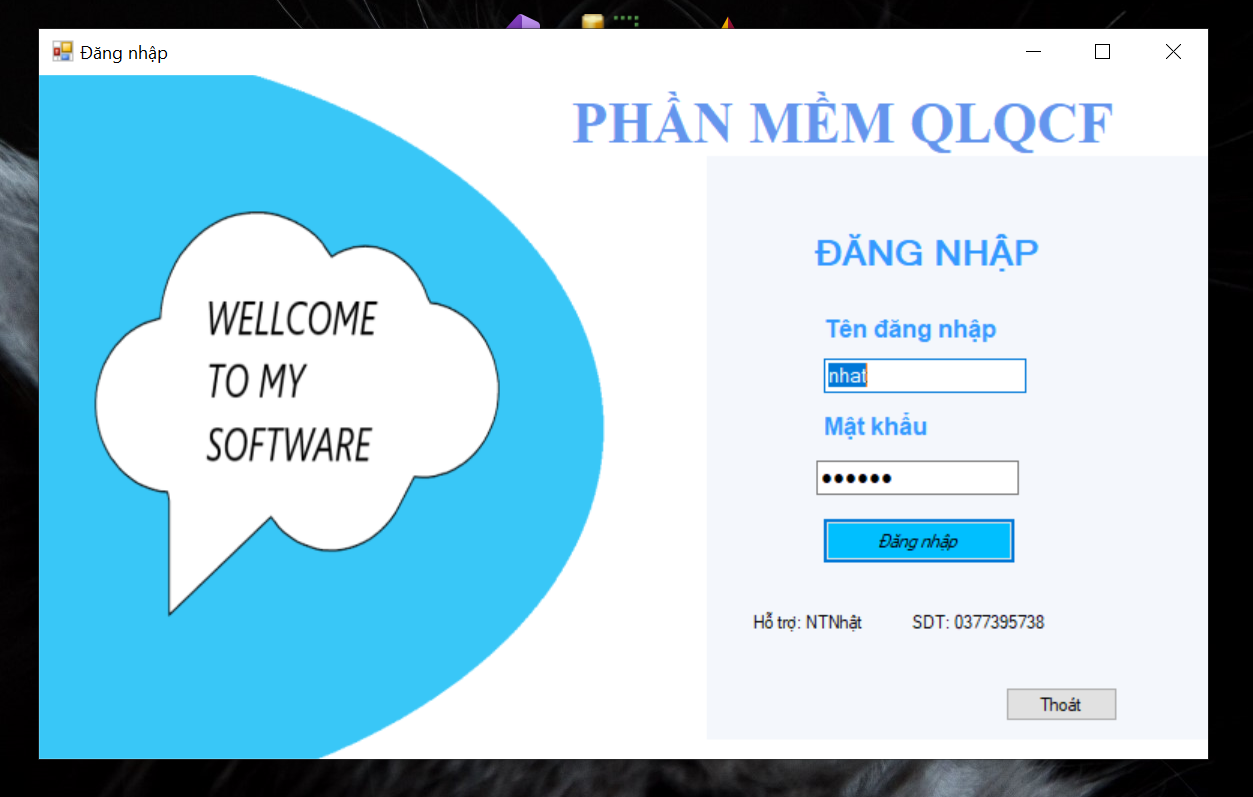 Đăng nhập
PHẦN MỀM QLQCF
WELLCOME
TO MY
SOFTWARE
ĐĂNG NHẬP
Tên đăng nhập
nhat
Mật khẩu
●●●●●●
Đăng nhập
Hỗ trợ: NTNhật SDT: 0377395738
Thoát